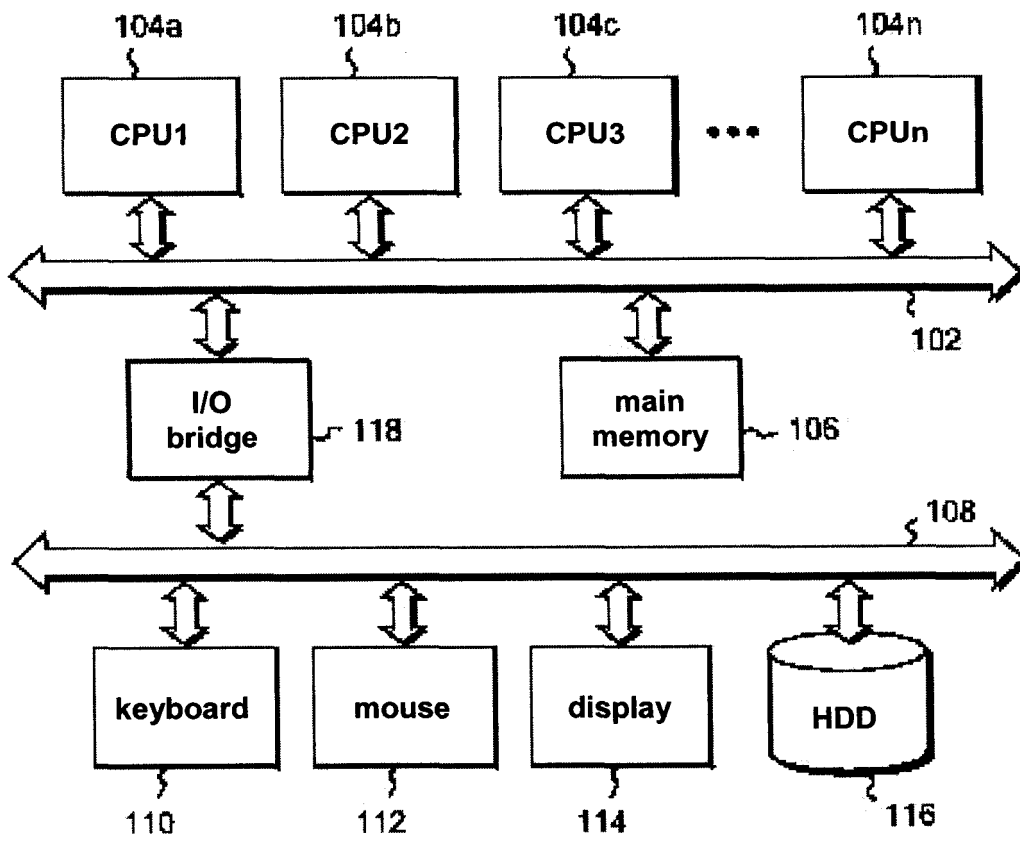 104a 104b 104c 104n
CPU1 CPU2 CPU3 ••• CPUn
102
I/O
bridge
118
main
memory
106
108
keyboard mouse display HDD
110 112 114 116